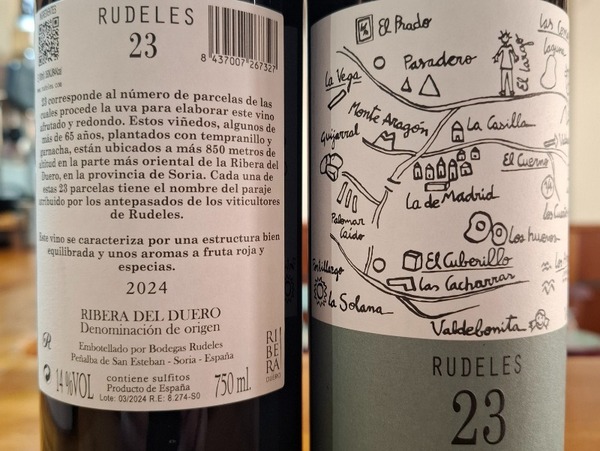 RUDELES
23
8 437007 267327
23 corresponde al número de parcelas de las
cuales procede la uva para elaborar este vino
afrutado y redondo. Estos viñedos, algunos de
más de 65 años, plantados con tempranillo y
garnacha, están ubicados a más 850 metros de
altitud en la parte más oriental de la Ribera del
Duero, en la provincia de Soria. Cada una de
estas 23 parcelas tiene el nombre del paraje
atribuido por los antepasados de los viticultores
de Rudeles.
Este vino se caracteriza por una estructura bien
equilibrada y unos aromas a fruta roja y
especias.
2024
RIBERA DEL DUERO
Denominación de origen
Embotellado por Bodegas Rudeles
Peñalba de San Esteban - Soria - España
14 %VOL
contiene sulfitos
Producto de España
Lote: 03/2024 R.E: 8.274-SO
750 ml.
RI
BE
RA
DUERO
El Prado
Pasadero
La Vega
Monte Aragón
Guijarral
La Casilla
El Cuerno
La de Madrid
Palomar
Caido
Los hueros
El Cuberillo
Las Cacharras
La Solana
Valdebonita
RUDELES
23